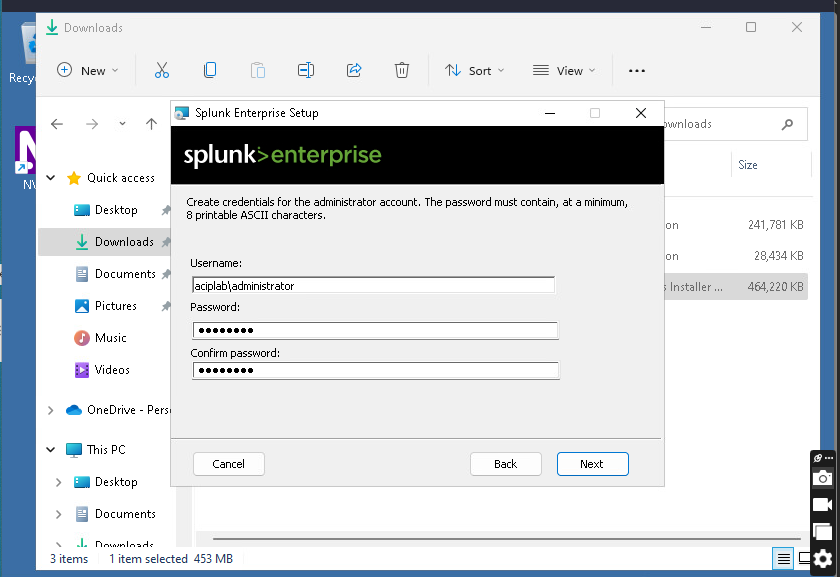 Downloads
New
Sort
View
Recy
Splunk Enterprise Setup
wnloads
splunk>enterprise
NV
Quick access
Size
Create credentials for the administrator account. The password must contain, at a minimum,
8 printable ASCII characters.
Desktop
on
241,781 KB
Downloads
on
28,434 KB
Username:
Documents
aciplab\administrator
s Installer ...
464,220 KB
Pictures
Password:
Music
Confirm password:
Videos
OneDrive - Perso
This PC
Cancel
Back
Next
Desktop
Documents
Downloads
3 items
1 item selected 453 MB